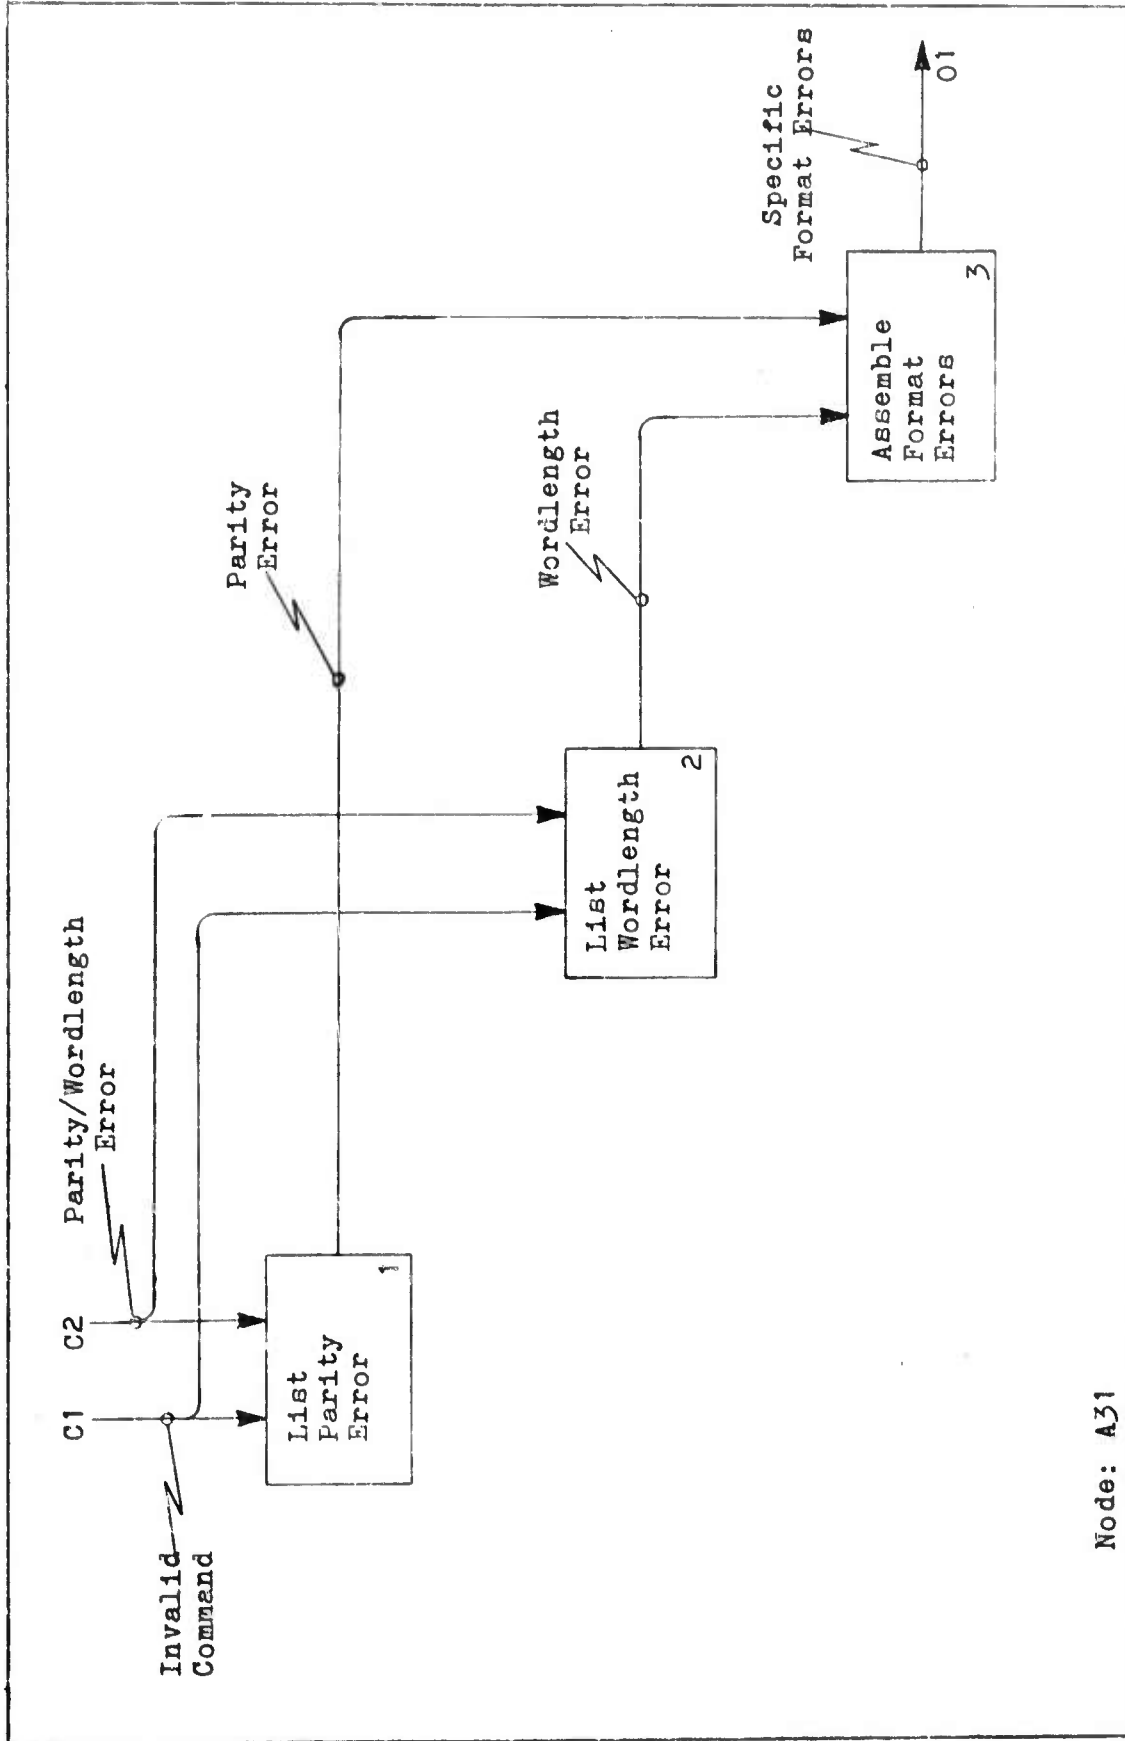 C1
C2
Parity/Wordlength
Error
Invalid
Command
List
Parity
Error
1
Parity
Error
List
Wordlength
Error
2
Wordlength
Error
Assemble
Format
Errors
3
Specific
Format Errors
O1
Node: A31